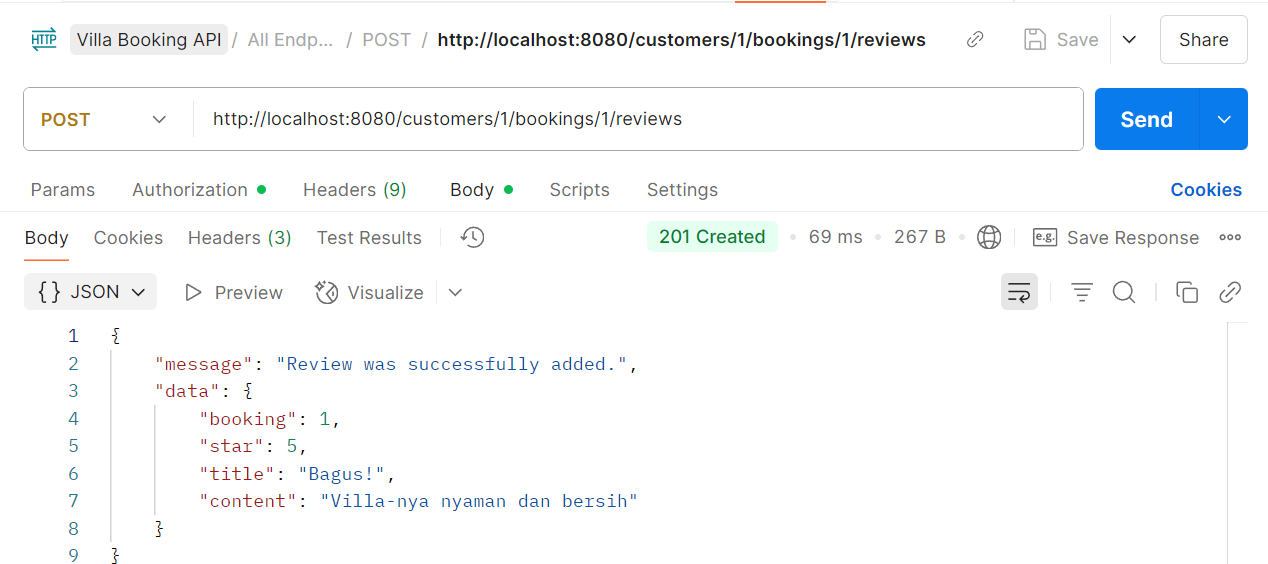 HTTP Villa Booking API / All Endp... / POST / http://localhost:8080/customers/1/bookings/1/reviews Save Share
POST http://localhost:8080/customers/1/bookings/1/reviews Send
Params Authorization Headers (9) Body Scripts Settings Cookies
Body Cookies Headers (3) Test Results 201 Created • 69 ms • 267 B • e.g. Save Response
{ } JSON Preview Visualize
1 {
2 "message": "Review was successfully added.",
3 "data": {
4 "booking": 1,
5 "star": 5,
6 "title": "Bagus!",
7 "content": "Villa-nya nyaman dan bersih"
8 }
9 }